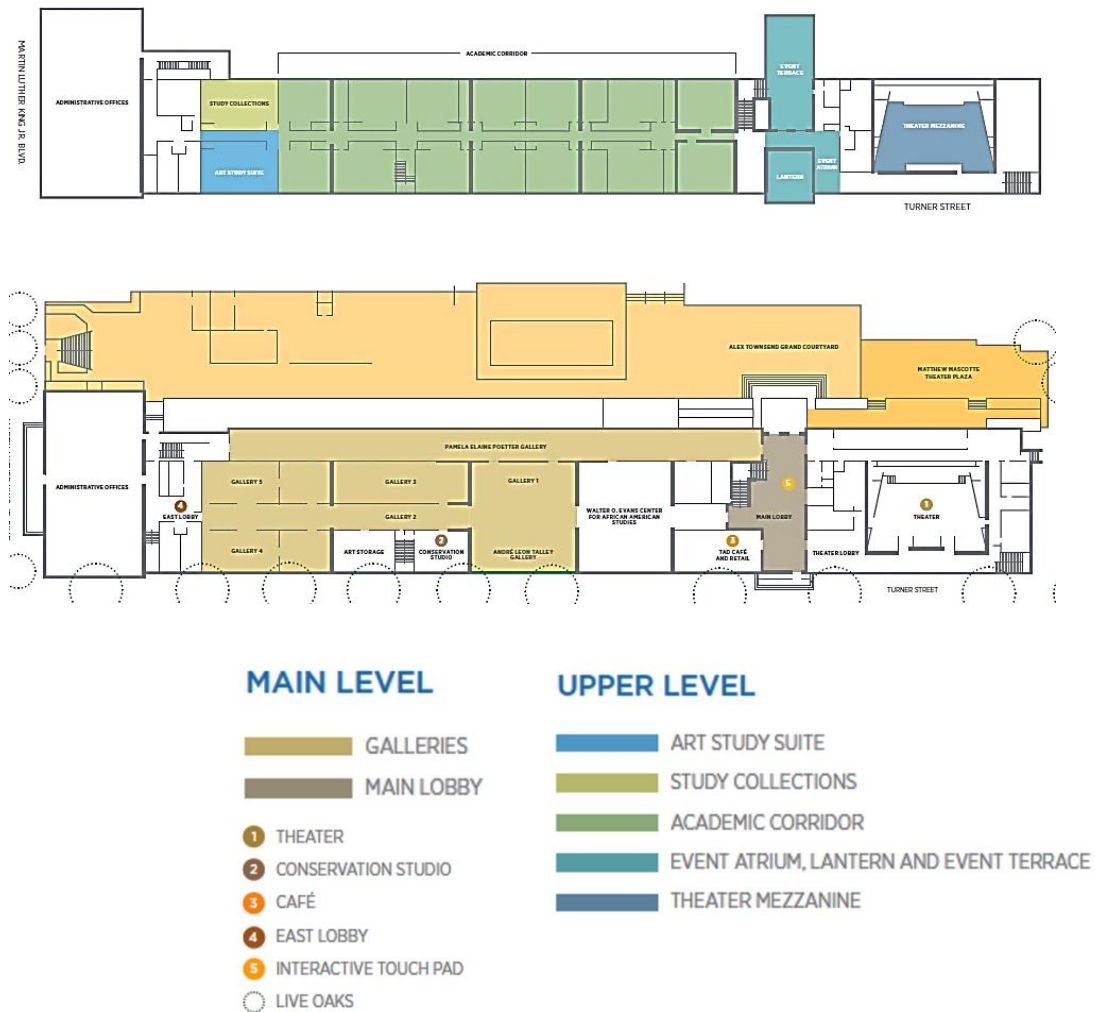 MARTIN LUTHER KING JR. BLVD.
ADMINISTRATIVE OFFICES
ACADEMIC CORRIDOR
STUDY COLLECTIONS
ART STUDY SUITE
EVENT
TERRACE
EVENT
ATRIUM
LANTERN
THEATER MEZZANINE
TURNER STREET
ALEX TOWNSEND GRAND COURTYARD
MATTHEW MASCOTTE
THEATER PLAZA
ADMINISTRATIVE OFFICES
PAMELA ELAINE POETTER GALLERY
4
EAST LOBBY
GALLERY 5
GALLERY 4
GALLERY 3
GALLERY 2
GALLERY 1
ART STORAGE
2
CONSERVATION
STUDIO
ANDRÉ LEON TALLEY
GALLERY
WALTER O. EVANS CENTER
FOR AFRICAN AMERICAN
STUDIES
5
MAIN LOBBY
3
TAD CAFÉ
AND RETAIL
THEATER LOBBY
1
THEATER
TURNER STREET
MAIN LEVEL
GALLERIES
MAIN LOBBY
1 THEATER
2 CONSERVATION STUDIO
3 CAFÉ
4 EAST LOBBY
5 INTERACTIVE TOUCH PAD
LIVE OAKS
UPPER LEVEL
ART STUDY SUITE
STUDY COLLECTIONS
ACADEMIC CORRIDOR
EVENT ATRIUM, LANTERN AND EVENT TERRACE
THEATER MEZZANINE